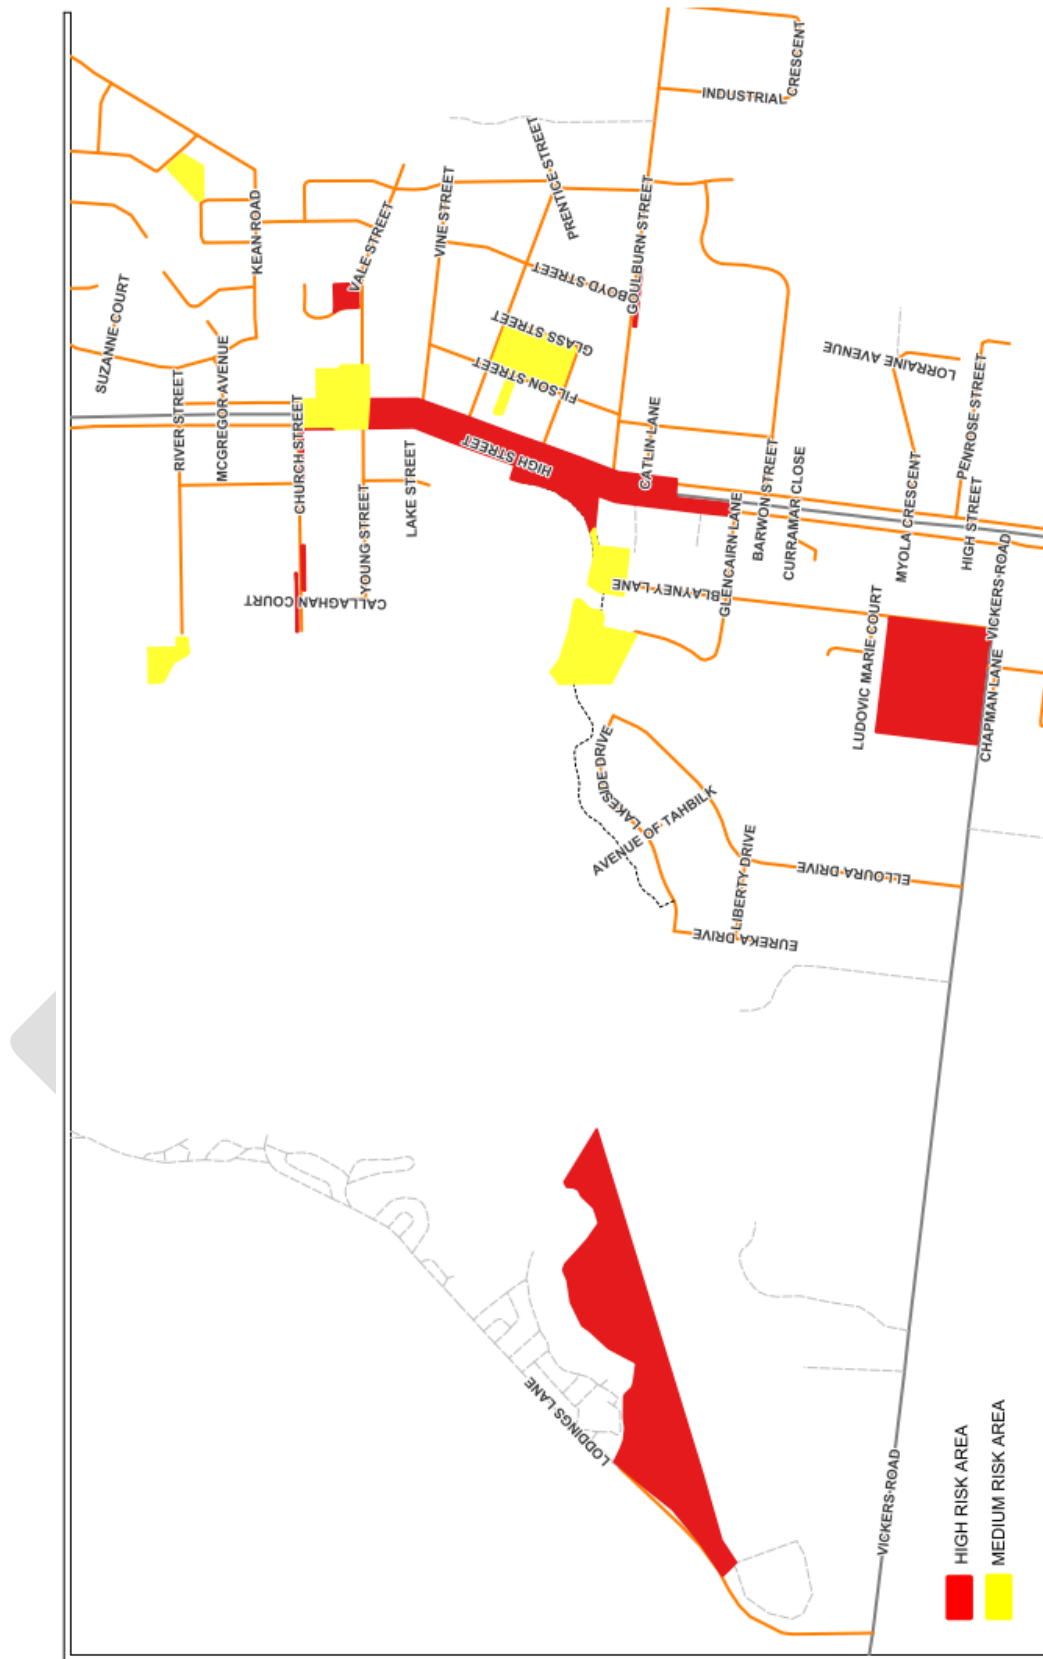 INDUSTRIAL CRESCENT
PRENTICE STREET
KEAN ROAD
VALE STREET
VINE STREET
GOULBURN STREET
BOYD STREET
SUZANNE COURT
GLASS STREET
FILSON STREET
LORRAINE AVENUE
RIVER STREET
MCGREGOR AVENUE
CHURCH STREET
HIGH STREET
CATLIN LANE
PENROSE STREET
LAKE STREET
YOUNG STREET
BARWON STREET
CURRAMAR CLOSE
MYOLA CRESCENT
HIGH STREET
GLENCAIRN LANE
BLAYNEY LANE
CALLAGHAN COURT
VICKERS ROAD
LUDOVIC MARIE COURT
CHAPMAN LANE
LAKESIDE DRIVE
AVENUE OF TAHBILK
LIBERTY DRIVE
ELLOURA DRIVE
EUREKA DRIVE
LODDINGS LANE
VICKERS ROAD
HIGH RISK AREA
MEDIUM RISK AREA